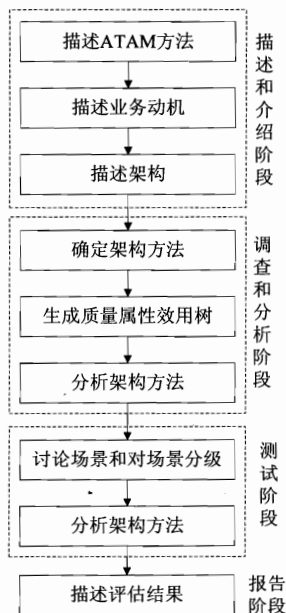 描述ATAM方法
描述业务动机
描述架构
描述和介绍阶段
确定架构方法
生成质量属性效用树
分析架构方法
调查和分析阶段
讨论场景和对场景分级
分析架构方法
测试阶段
描述评估结果
报告
阶段